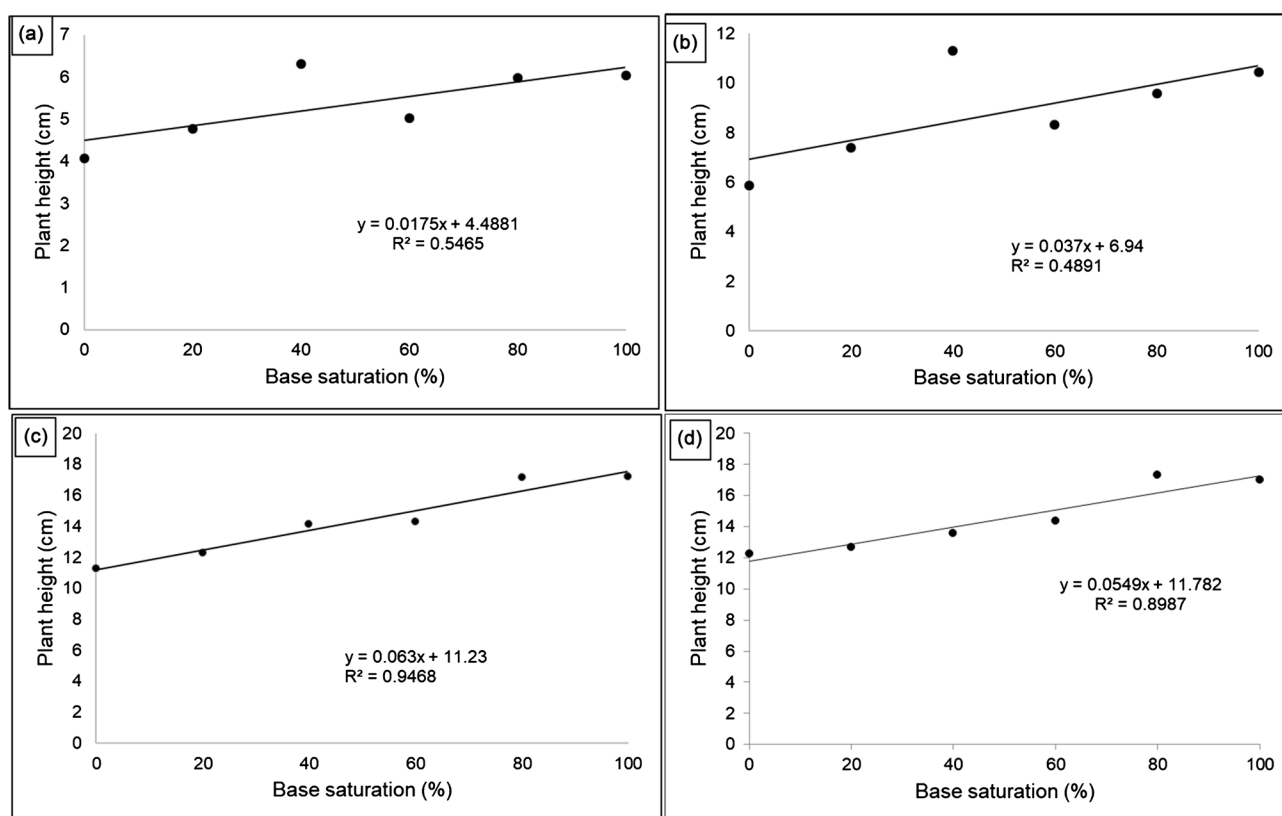 (a)
7
6
5
4
3
2
1
0
Plant height (cm)
y = 0.0175x + 4.4881
R² = 0.5465
0 20 40 60 80 100
Base saturation (%)
(b)
12
10
8
6
4
2
0
Plant height (cm)
y = 0.037x + 6.94
R² = 0.4891
0 20 40 60 80 100
Base saturation (%)
(c)
20
18
16
14
12
10
8
6
4
2
0
Plant height (cm)
y = 0.063x + 11.23
R² = 0.9468
0 20 40 60 80 100
Base saturation (%)
(d)
20
18
16
14
12
10
8
6
4
2
0
Plant height (cm)
y = 0.0549x + 11.782
R² = 0.8987
0 20 40 60 80 100
Base saturation (%)